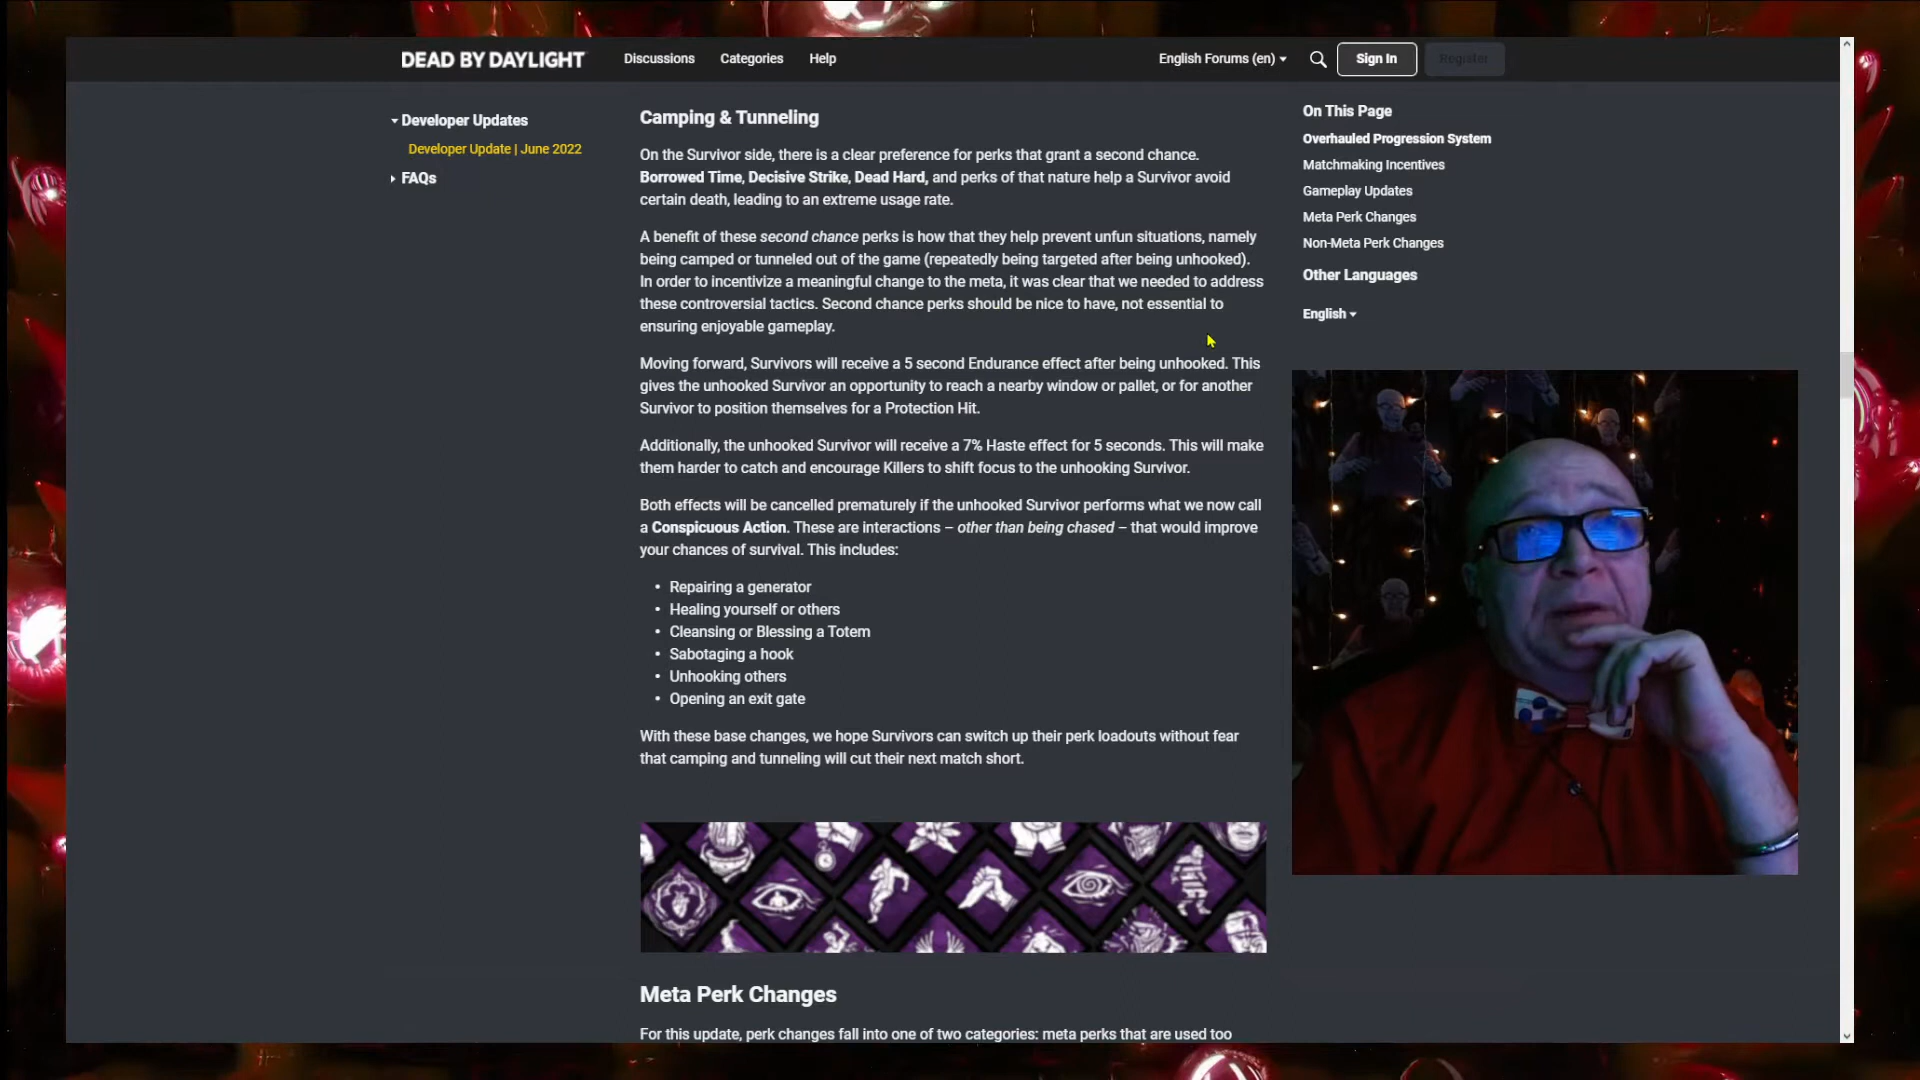 DEAD BY DAYLIGHT
Discussions
Categories
Help
English Forums (en)
Sign In
Register
Developer Updates
Developer Update | June 2022
FAQs
Camping & Tunneling
On the Survivor side, there is a clear preference for perks that grant a second chance.
Borrowed Time, Decisive Strike, Dead Hard, and perks of that nature help a Survivor avoid
certain death, leading to an extreme usage rate.
A benefit of these second chance perks is how that they help prevent unfun situations, namely
being camped or tunneled out of the game (repeatedly being targeted after being unhooked).
In order to incentivize a meaningful change to the meta, it was clear that we needed to address
these controversial tactics. Second chance perks should be nice to have, not essential to
ensuring enjoyable gameplay.
Moving forward, Survivors will receive a 5 second Endurance effect after being unhooked. This
gives the unhooked Survivor an opportunity to reach a nearby window or pallet, or for another
Survivor to position themselves for a Protection Hit.
Additionally, the unhooked Survivor will receive a 7% Haste effect for 5 seconds. This will make
them harder to catch and encourage Killers to shift focus to the unhooking Survivor.
Both effects will be cancelled prematurely if the unhooked Survivor performs what we now call
a Conspicuous Action. These are interactions – other than being chased – that would improve
your chances of survival. This includes:
• Repairing a generator
• Healing yourself or others
• Cleansing or Blessing a Totem
• Sabotaging a hook
• Unhooking others
• Opening an exit gate
With these base changes, we hope Survivors can switch up their perk loadouts without fear
that camping and tunneling will cut their next match short.
Meta Perk Changes
For this update, perk changes fall into one of two categories: meta perks that are used too
On This Page
Overhauled Progression System
Matchmaking Incentives
Gameplay Updates
Meta Perk Changes
Non-Meta Perk Changes
Other Languages
English